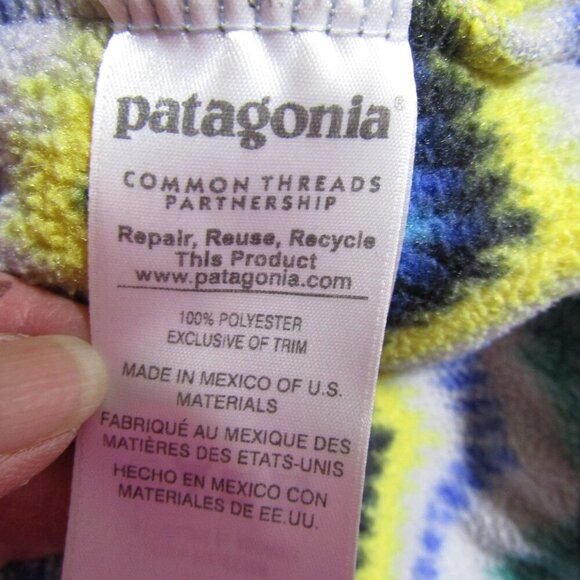 patagonia®
COMMON THREADS
PARTNERSHIP
Repair, Reuse, Recycle
This Product
www.patagonia.com
100% POLYESTER
EXCLUSIVE OF TRIM
MADE IN MEXICO OF U.S.
MATERIALS
FABRIQUÉ AU MEXIQUE DES
MATIÈRES DES ETATS-UNIS
HECHO EN MEXICO CON
MATERIALES DE EE.UU.